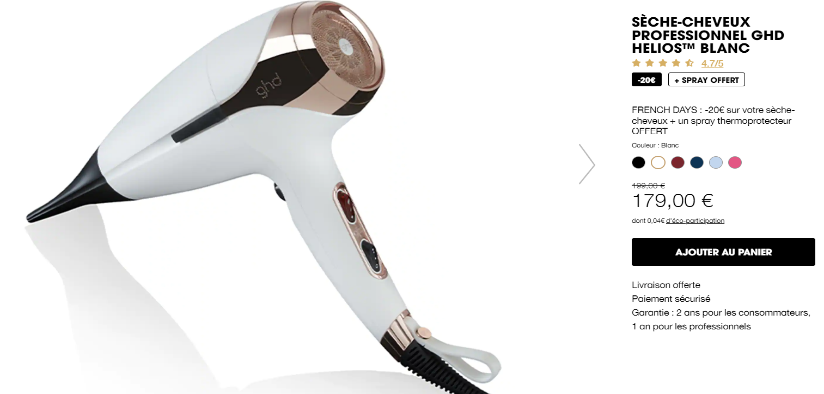 ghd
SÈCHE-CHEVEUX
PROFESSIONNEL GHD
HELIOS™ BLANC
4.7/5
-20€ + SPRAY OFFERT
FRENCH DAYS : -20€ sur votre sèche-
cheveux + un spray thermoprotecteur
OFFERT
Couleur : Blanc
199,00 €
179,00 €
dont 0,04€ d'éco-participation
AJOUTER AU PANIER
Livraison offerte
Paiement sécurisé
Garantie : 2 ans pour les consommateurs,
1 an pour les professionnels